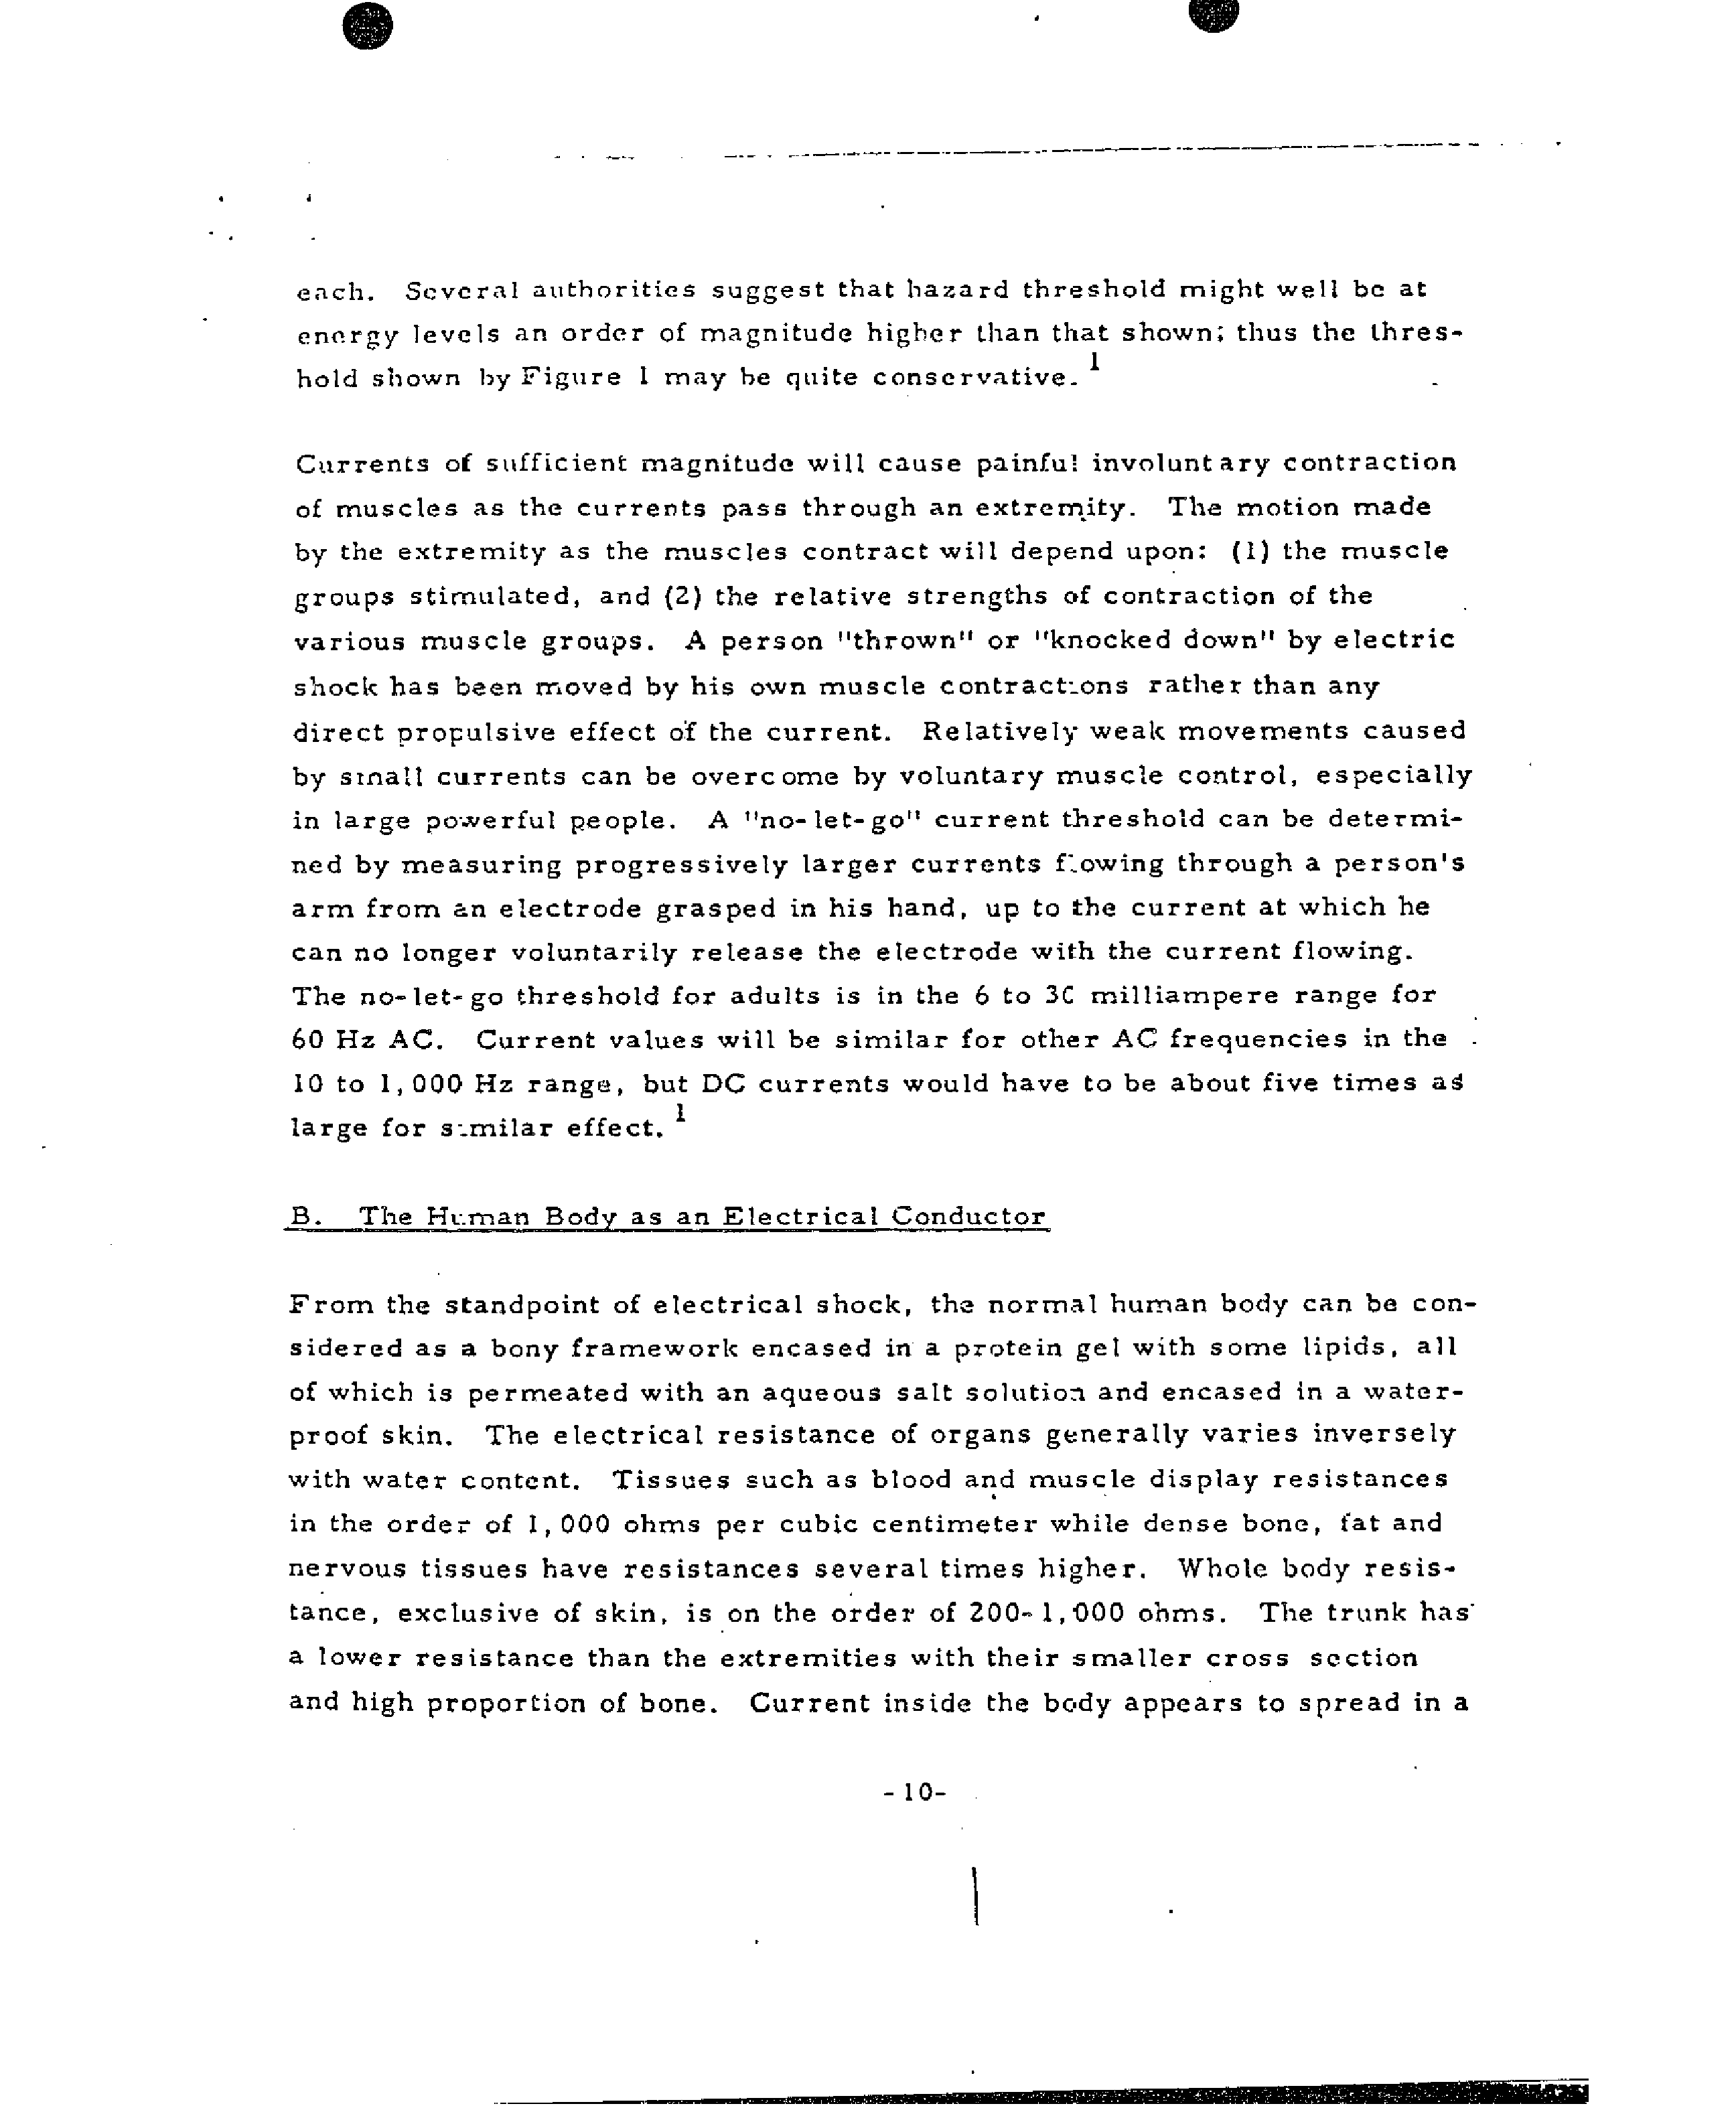 each. Several authorities suggest that hazard threshold might well be at
energy levels an order of magnitude higher than that shown; thus the thres-
hold shown by Figure 1 may be quite conservative. 1
Currents of sufficient magnitude will cause painful involuntary contraction
of muscles as the currents pass through an extremity. The motion made
by the extremity as the muscles contract will depend upon: (1) the muscle
groups stimulated, and (2) the relative strengths of contraction of the
various muscle groups. A person "thrown" or "knocked down" by electric
shock has been moved by his own muscle contractions rather than any
direct propulsive effect of the current. Relatively weak movements caused
by small currents can be overcome by voluntary muscle control, especially
in large powerful people. A "no-let-go" current threshold can be determi-
ned by measuring progressively larger currents flowing through a person's
arm from an electrode grasped in his hand, up to the current at which he
can no longer voluntarily release the electrode with the current flowing.
The no-let-go threshold for adults is in the 6 to 30 milliampere range for
60 Hz AC. Current values will be similar for other AC frequencies in the
10 to 1,000 Hz range, but DC currents would have to be about five times as
large for similar effect. 1
B. The Human Body as an Electrical Conductor
From the standpoint of electrical shock, the normal human body can be con-
sidered as a bony framework encased in a protein gel with some lipids, all
of which is permeated with an aqueous salt solution and encased in a water-
proof skin. The electrical resistance of organs generally varies inversely
with water content. Tissues such as blood and muscle display resistances
in the order of 1,000 ohms per cubic centimeter while dense bone, fat and
nervous tissues have resistances several times higher. Whole body resis-
tance, exclusive of skin, is on the order of 200-1,000 ohms. The trunk has
a lower resistance than the extremities with their smaller cross section
and high proportion of bone. Current inside the body appears to spread in a
-10-